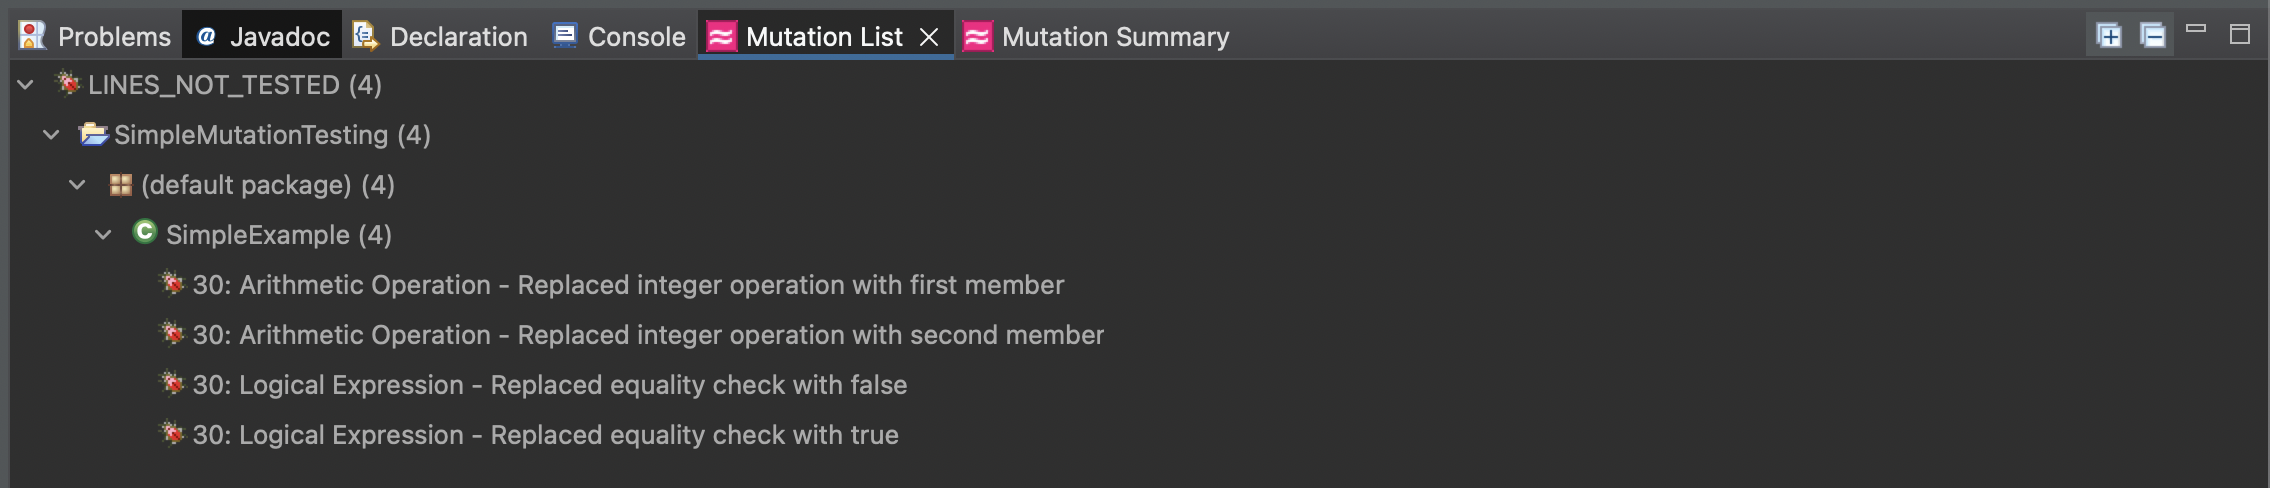 Problems @ Javadoc Declaration Console Mutation List Mutation Summary
LINES_NOT_TESTED (4)
SimpleMutationTesting (4)
(default package) (4)
C SimpleExample (4)
30: Arithmetic Operation - Replaced integer operation with first member
30: Arithmetic Operation - Replaced integer operation with second member
30: Logical Expression - Replaced equality check with false
30: Logical Expression - Replaced equality check with true